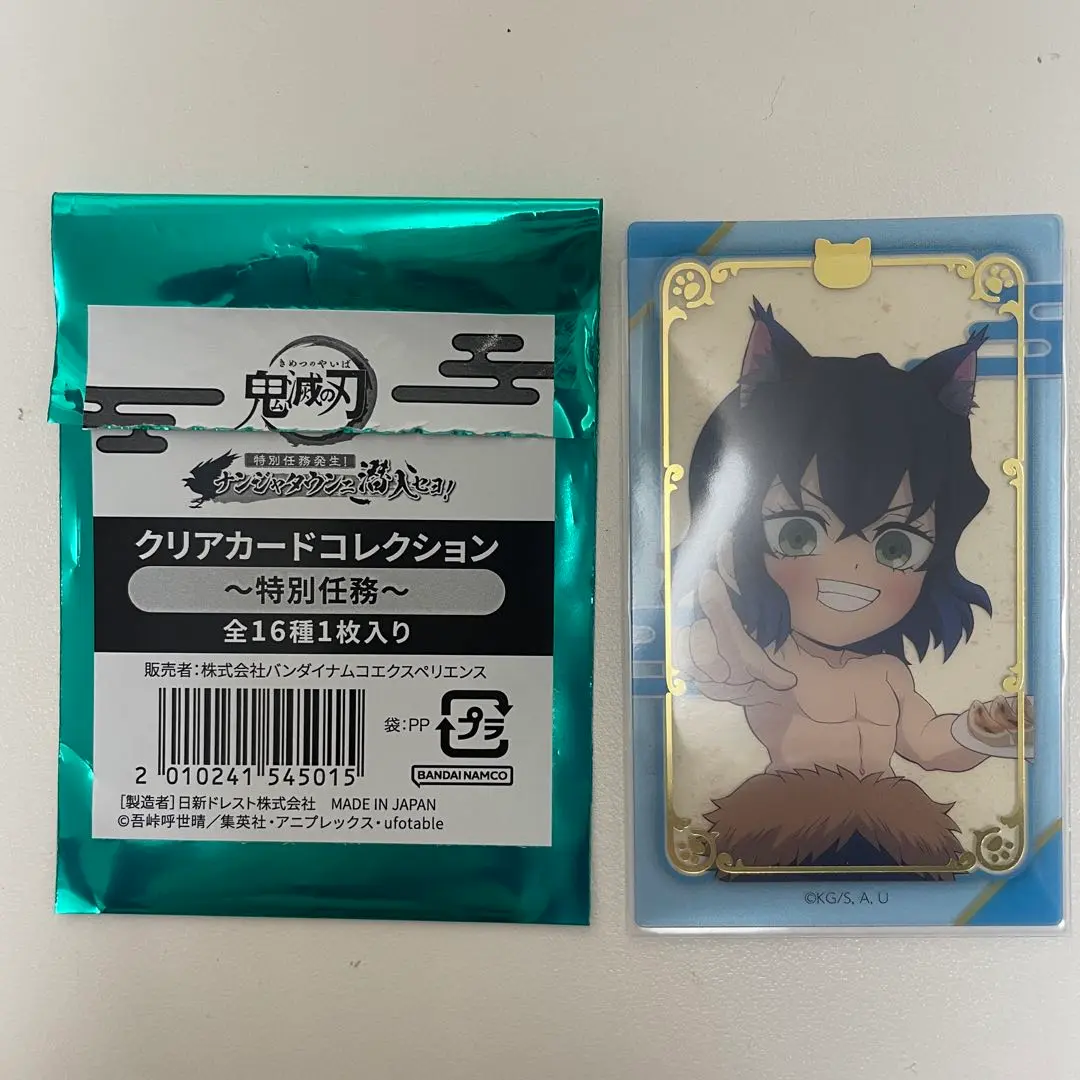 きめつのやいば
鬼滅の刃
特別任務発生!
ナンジャタウンニ潜入セヨ!
クリアカードコレクション
～特別任務～
全16種1枚入り
販売者:株式会社バンダイナムコエクスペリエンス
袋:PP
プラ
2 010241 545015
BANDAI NAMCO
[製造者]日新ドレスト株式会社 MADE IN JAPAN
©吾峠呼世晴／集英社・アニプレックス・ufotable
©KG/S, A, U